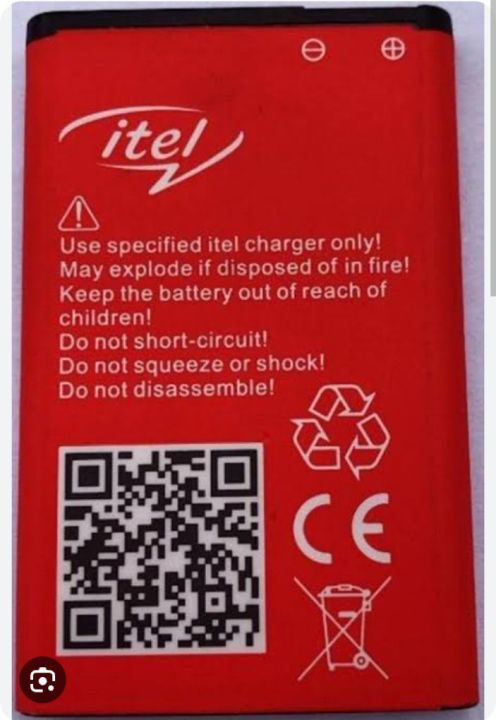 itel
Use specified itel charger only!
May explode if disposed of in fire!
Keep the battery out of reach of
children!
Do not short-circuit!
Do not squeeze or shock!
Do not disassemble!
CE